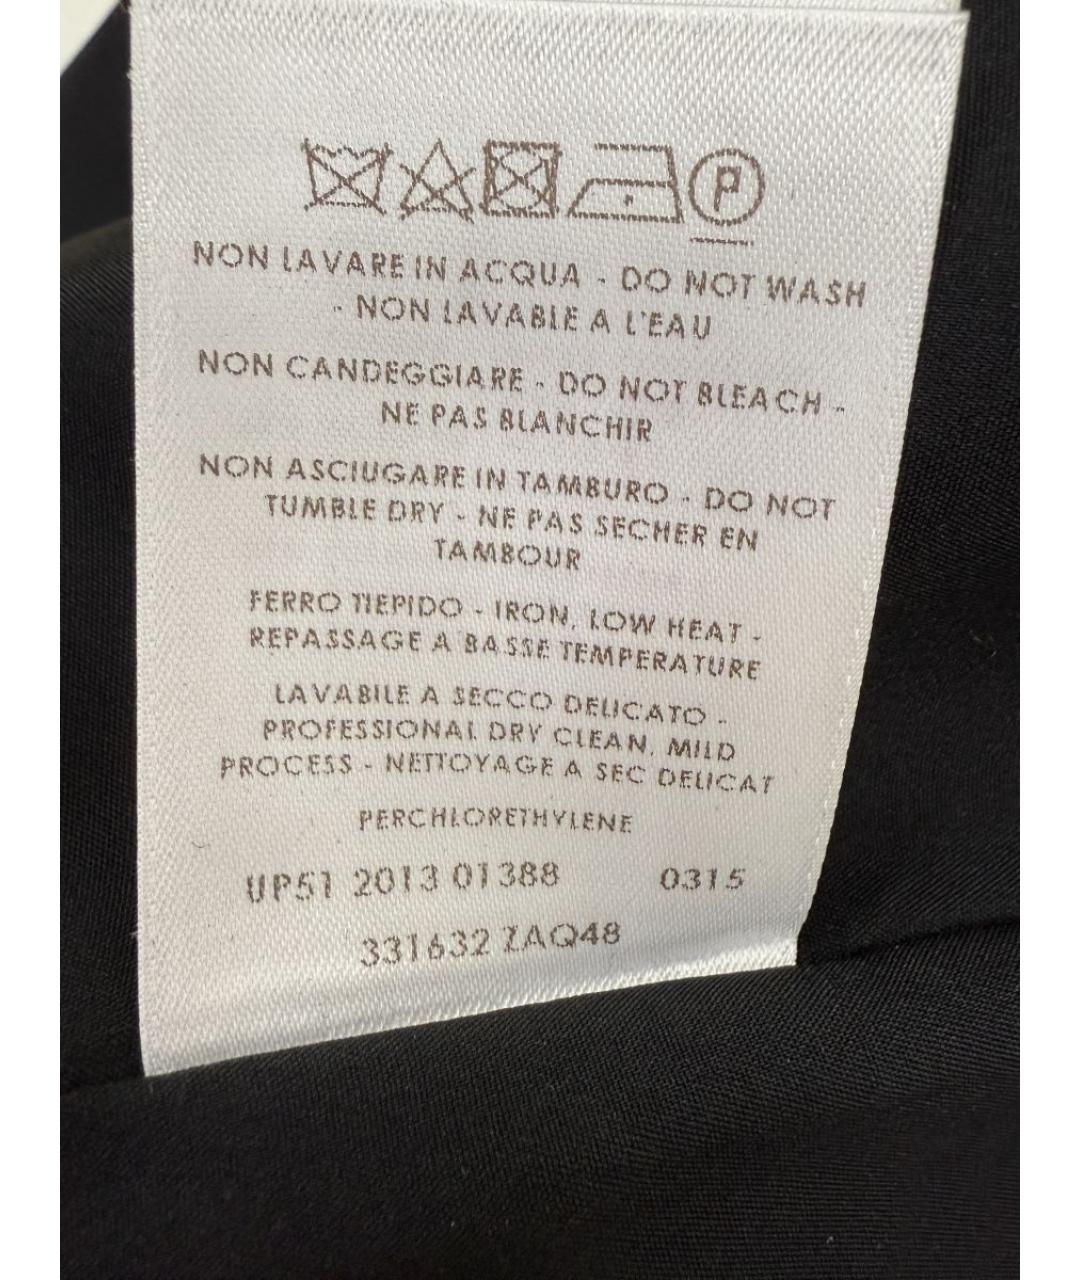 P
NON LAVARE IN ACQUA - DO NOT WASH
- NON LAVABLE A L'EAU
NON CANDEGGIARE - DO NOT BLEACH -
NE PAS BLANCHIR
NON ASCIUGARE IN TAMBURO - DO NOT
TUMBLE DRY - NE PAS SECHER EN
TAMBOUR
FERRO TIEPIDO - IRON, LOW HEAT -
REPASSAGE A BASSE TEMPERATURE
LAVABILE A SECCO DELICATO -
PROFESSIONAL DRY CLEAN, MILD
PROCESS - NETTOYAGE A SEC DELICAT
PERCHLORETHYLENE
UP51 2013 01388 0315
331632 ZAQ48